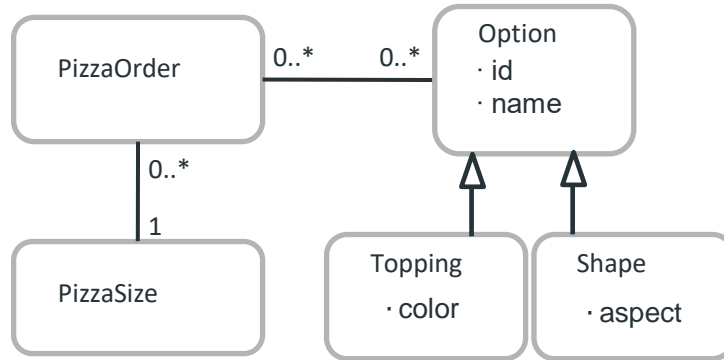 PizzaOrder
0..*
0..*
Option
· id
· name
0..*
1
PizzaSize
Topping
· color
Shape
· aspect